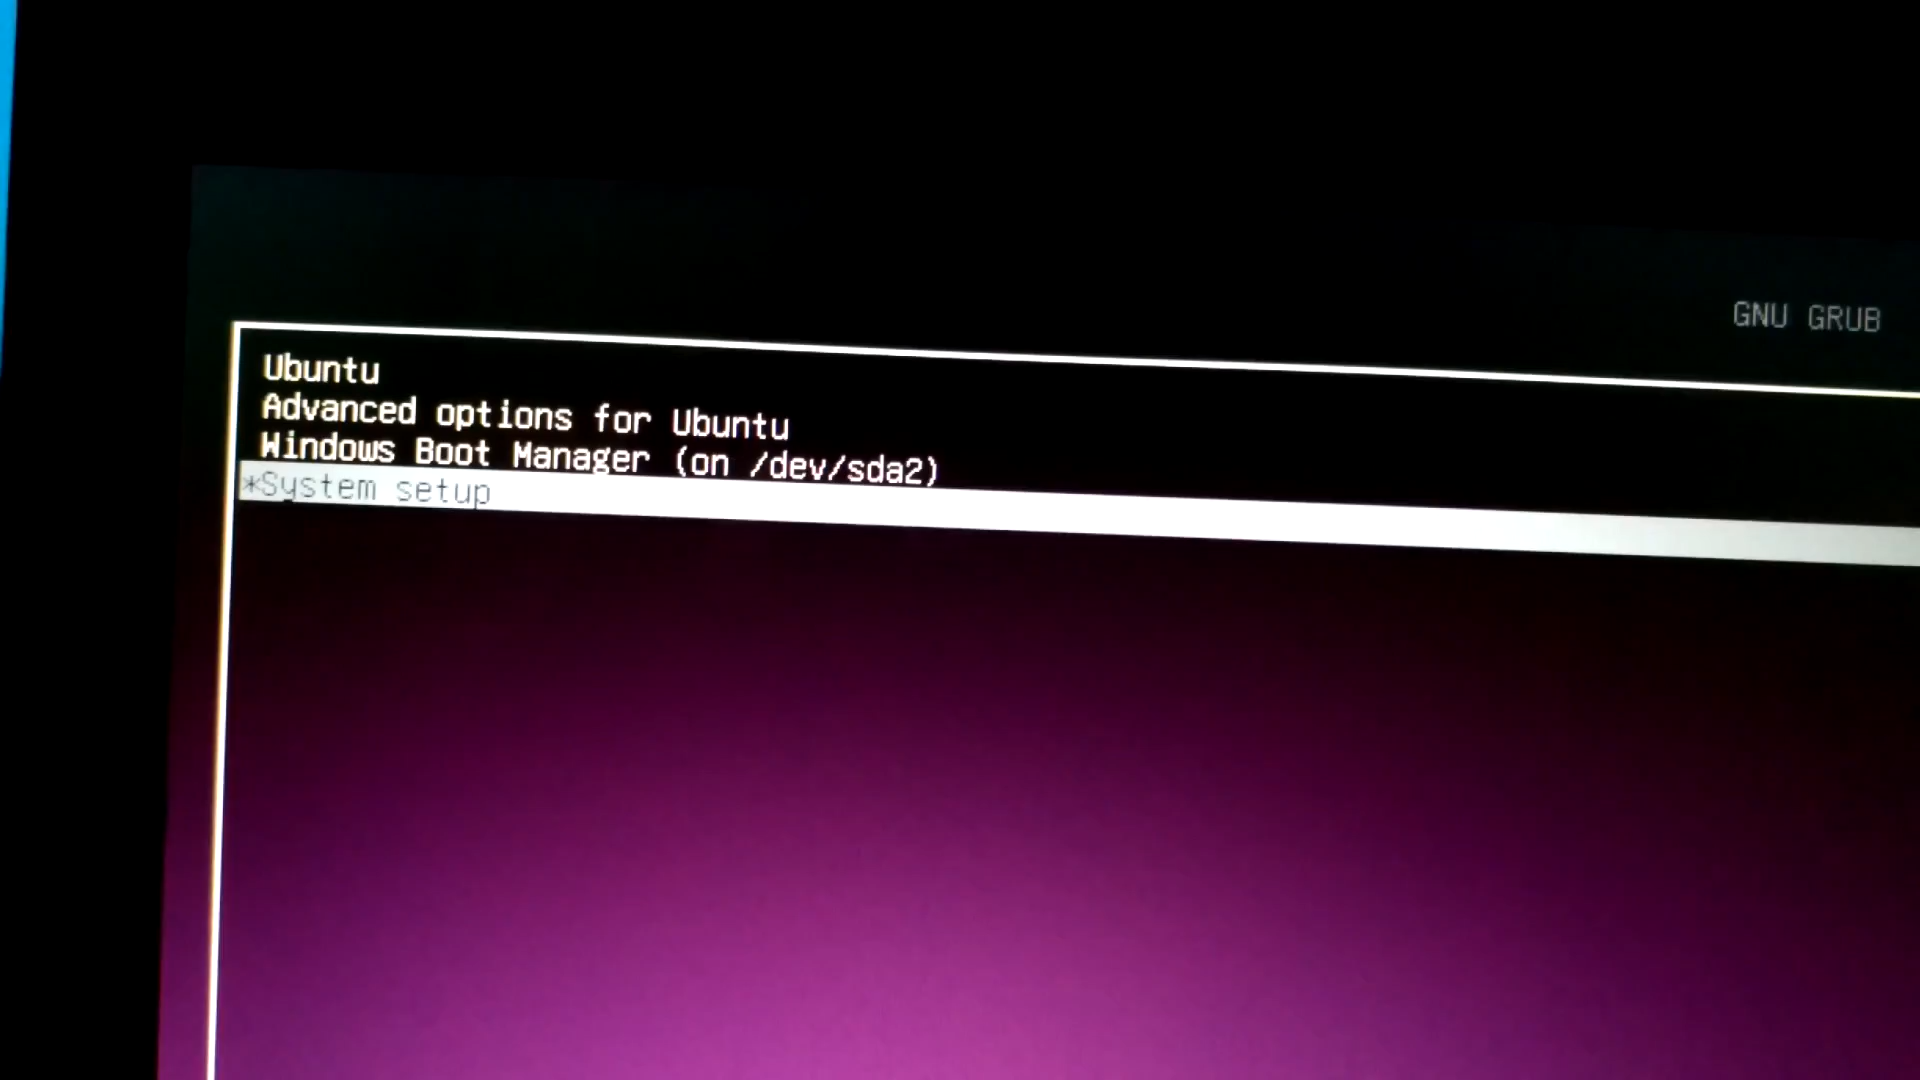 GNU GRUB
Ubuntu
Advanced options for Ubuntu
Windows Boot Manager (on /dev/sda2)
*System setup